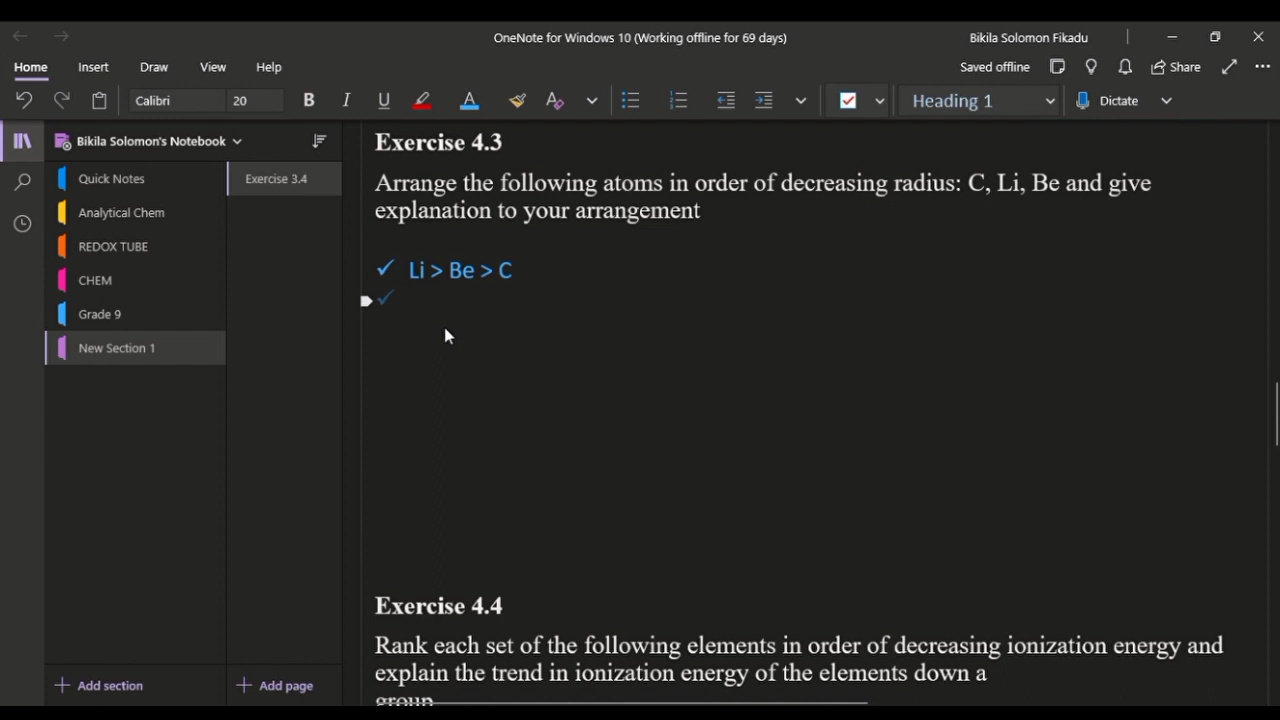 OneNote for Windows 10 (Working offline for 69 days)
Bikila Solomon Fikadu
Home Insert Draw View Help
Saved offline
Share
Calibri 20 B I U A A Heading 1 Dictate
Bikila Solomon's Notebook
Quick Notes
Analytical Chem
REDOX TUBE
CHEM
Grade 9
New Section 1
Add section
Exercise 3.4
Add page
Exercise 4.3
Arrange the following atoms in order of decreasing radius: C, Li, Be and give
explanation to your arrangement
✓ Li > Be > C
✓
Exercise 4.4
Rank each set of the following elements in order of decreasing ionization energy and
explain the trend in ionization energy of the elements down a
group